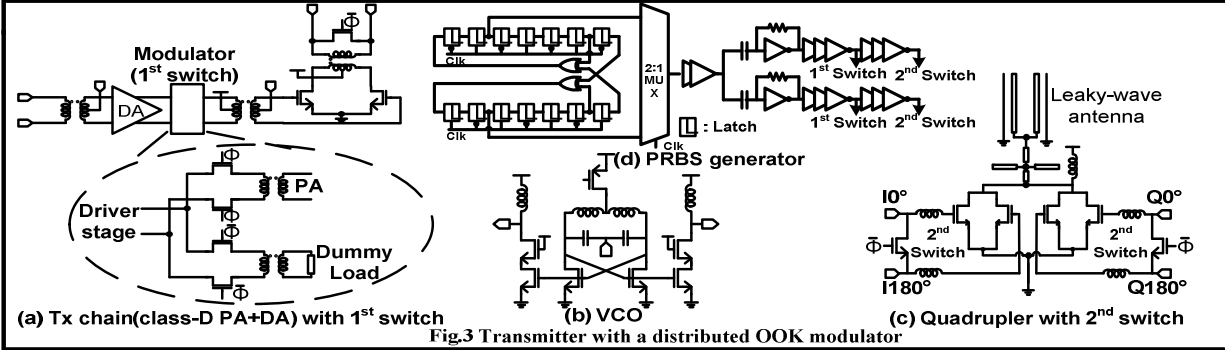 Modulator
(1st switch)
DA
Φ
Φ
Φ
Φ̅
Φ̅
PA
Driver
stage
Dummy
Load
(a) Tx chain(class-D PA+DA) with 1st switch
Clk
Clk
2:1
MUX
Clk
1st Switch
2nd Switch
1st Switch
2nd Switch
L : Latch
(d) PRBS generator
(b) VCO
Leaky-wave
antenna
I0°
Q0°
Φ̅
2nd
Switch
2nd
Switch
Φ̅
I180°
Q180°
(c) Quadrupler with 2nd switch
Fig.3 Transmitter with a distributed OOK modulator